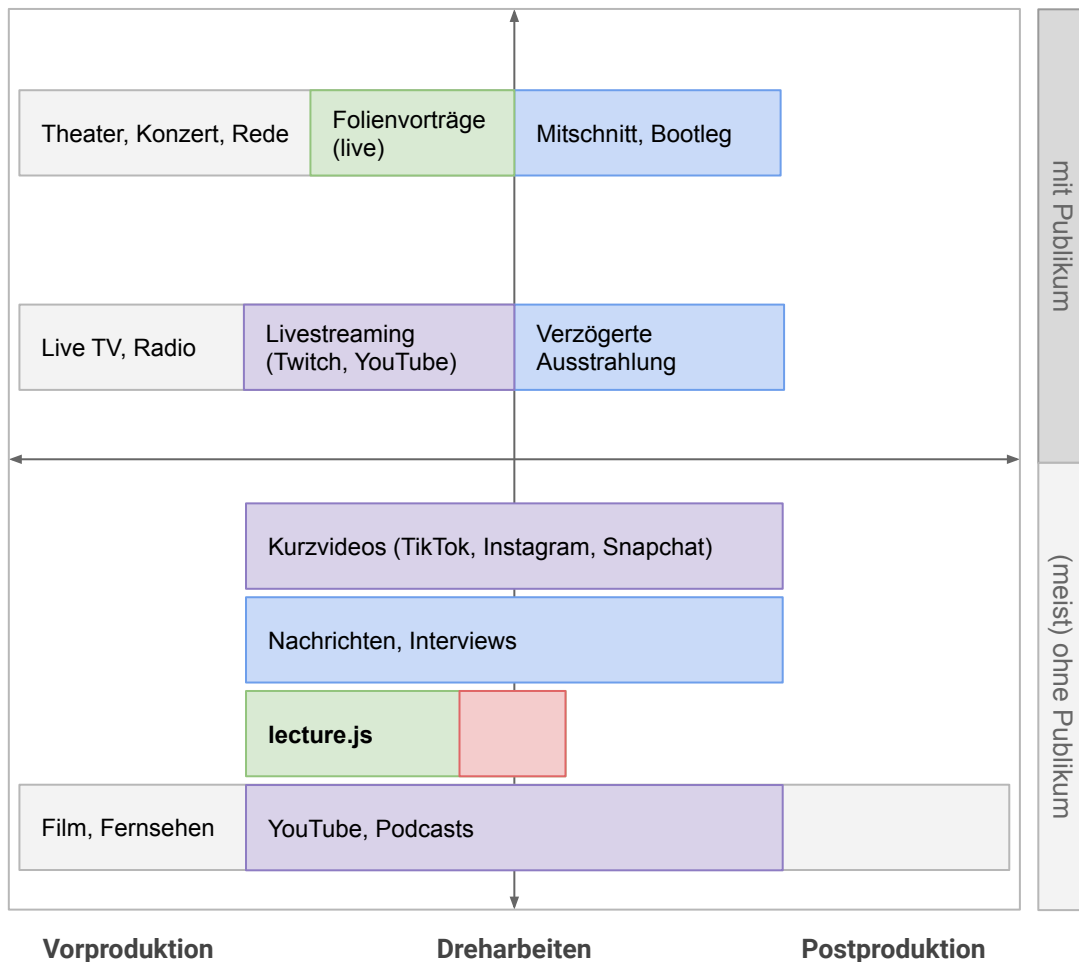 Theater, Konzert, Rede
Folienvorträge
(live)
Mitschnitt, Bootleg
mit Publikum
Live TV, Radio
Livestreaming
(Twitch, YouTube)
Verzögerte
Ausstrahlung
Kurzvideos (TikTok, Instagram, Snapchat)
Nachrichten, Interviews
(meist) ohne Publikum
lecture.js
Film, Fernsehen
YouTube, Podcasts
Vorproduktion
Dreharbeiten
Postproduktion